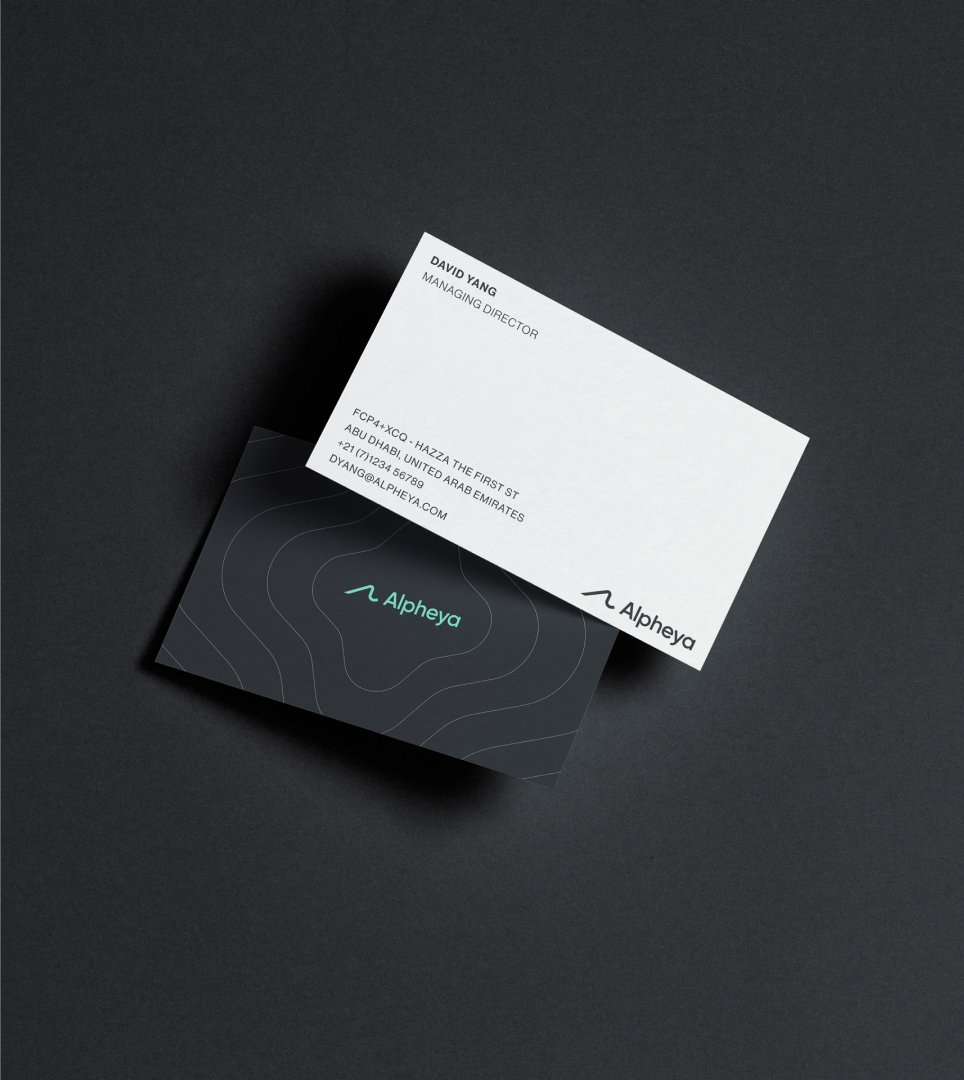 DAVID YANG
MANAGING DIRECTOR
FCP4+XCQ - HAZZA THE FIRST ST
ABU DHABI, UNITED ARAB EMIRATES
+21 (7)1234 56789
DYANG@ALPHEYA.COM
Alpheya
Alpheya